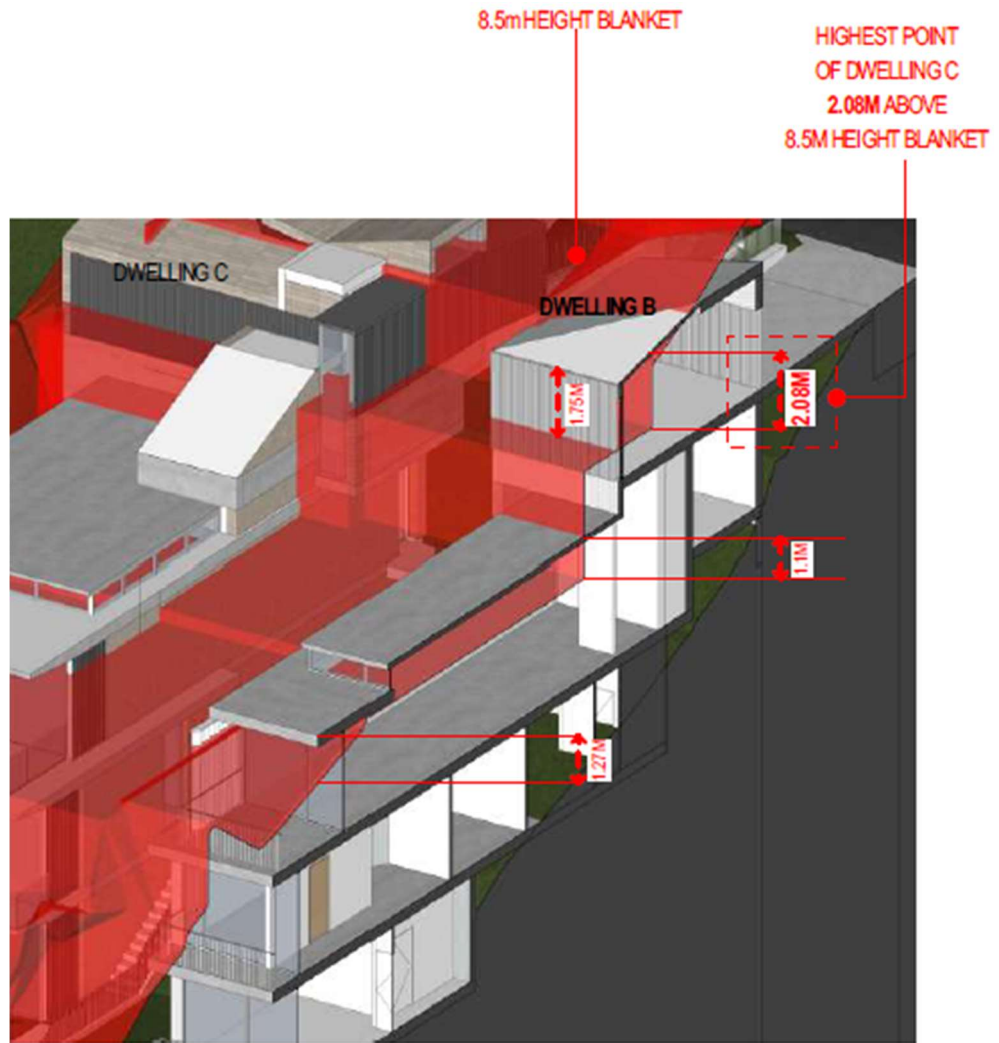 8.5m HEIGHT BLANKET
HIGHEST POINT
OF DWELLING C
2.08M ABOVE
8.5M HEIGHT BLANKET
DWELLING C
DWELLING B
1.75M
2.08M
1.1M
1.27M